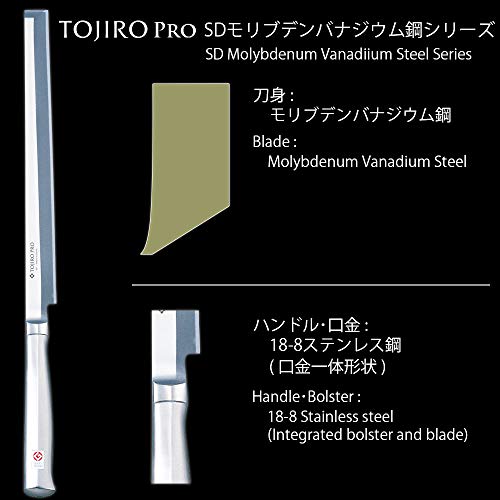 TOJIRO PRO SDモリブデンバナジウム鋼シリーズ
SD Molybdenum Vanadiium Steel Series
刀身 :
モリブデンバナジウム鋼
Blade :
Molybdenum Vanadium Steel
TOJIRO PRO
ハンドル・口金 :
18-8ステンレス鋼
( 口金一体形状 )
Handle・Bolster :
18-8 Stainless steel
(Integrated bolster and blade)